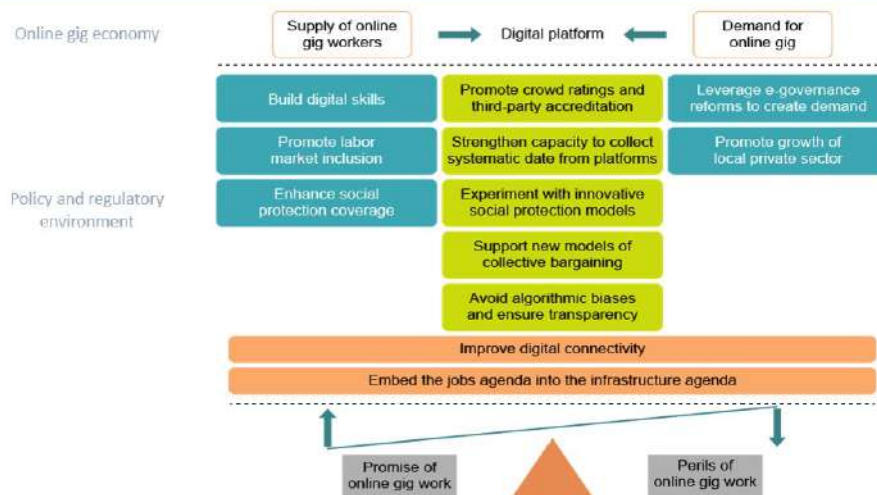 Online gig economy
Supply of online
gig workers
Digital platform
Demand for
online gig
Policy and regulatory
environment
Build digital skills
Promote labor
market inclusion
Enhance social
protection coverage
Promote crowd ratings and
third-party accreditation
Strengthen capacity to collect
systematic date from platforms
Experiment with innovative
social protection models
Support new models of
collective bargaining
Avoid algorithmic biases
and ensure transparency
Leverage e-governance
reforms to create demand
Promote growth of
local private sector
Improve digital connectivity
Embed the jobs agenda into the infrastructure agenda
Promise of
online gig work
Perils of
online gig work